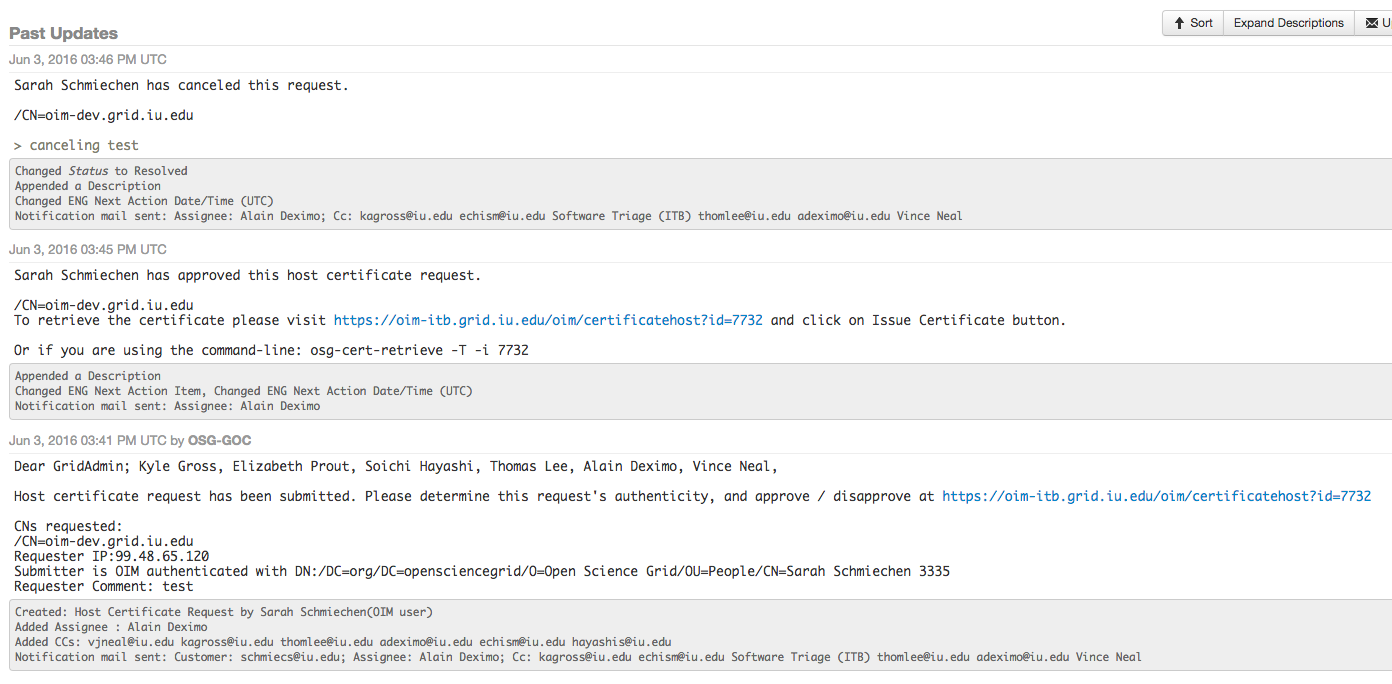 Past Updates
Sort
Expand Descriptions
Jun 3, 2016 03:46 PM UTC
Sarah Schmiechen has canceled this request.
/CN=oim-dev.grid.iu.edu
> canceling test
Changed Status to Resolved
Appended a Description
Changed ENG Next Action Date/Time (UTC)
Notification mail sent: Assignee: Alain Deximo; Cc: kagross@iu.edu echism@iu.edu Software Triage (ITB) thomlee@iu.edu adeximo@iu.edu Vince Neal
Jun 3, 2016 03:45 PM UTC
Sarah Schmiechen has approved this host certificate request.
/CN=oim-dev.grid.iu.edu
To retrieve the certificate please visit https://oim-itb.grid.iu.edu/oim/certificatehost?id=7732 and click on Issue Certificate button.
Or if you are using the command-line: osg-cert-retrieve -T -i 7732
Appended a Description
Changed ENG Next Action Item, Changed ENG Next Action Date/Time (UTC)
Notification mail sent: Assignee: Alain Deximo
Jun 3, 2016 03:41 PM UTC by OSG-GOC
Dear GridAdmin; Kyle Gross, Elizabeth Prout, Soichi Hayashi, Thomas Lee, Alain Deximo, Vince Neal,
Host certificate request has been submitted. Please determine this request's authenticity, and approve / disapprove at https://oim-itb.grid.iu.edu/oim/certificatehost?id=7732
CNs requested:
/CN=oim-dev.grid.iu.edu
Requester IP:99.48.65.120
Submitter is OIM authenticated with DN:/DC=org/DC=opensciencegrid/O=Open Science Grid/OU=People/CN=Sarah Schmiechen 3335
Requester Comment: test
Created: Host Certificate Request by Sarah Schmiechen(OIM user)
Added Assignee : Alain Deximo
Added CCs: vjneal@iu.edu kagross@iu.edu thomlee@iu.edu adeximo@iu.edu echism@iu.edu hayashis@iu.edu
Notification mail sent: Customer: schmiecs@iu.edu; Assignee: Alain Deximo; Cc: kagross@iu.edu echism@iu.edu Software Triage (ITB) thomlee@iu.edu adeximo@iu.edu Vince Neal